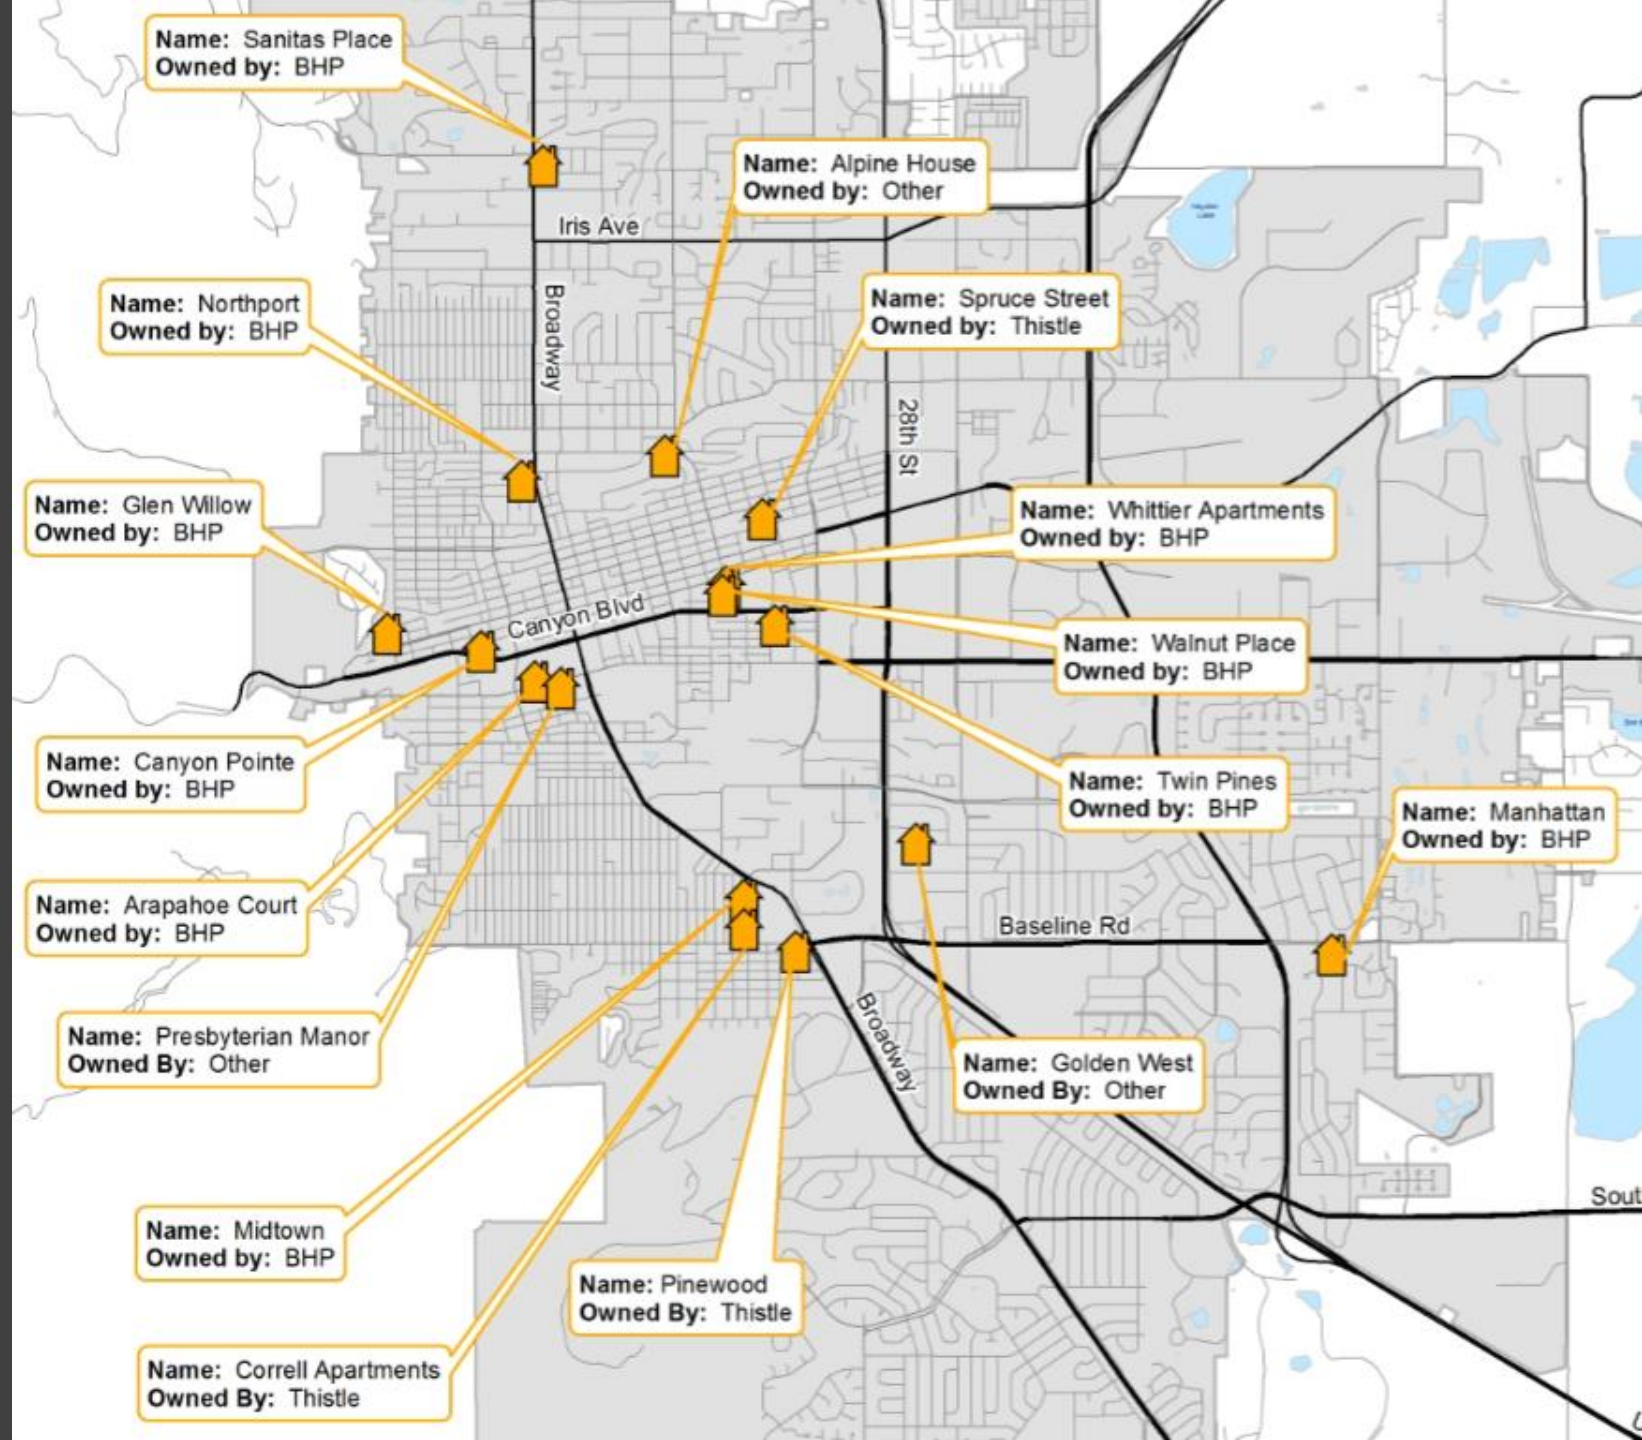 Name: Sanitas Place
Owned by: BHP
Name: Alpine House
Owned by: Other
Iris Ave
Name: Northport
Owned by: BHP
Broadway
Name: Spruce Street
Owned by: Thistle
28th St
Name: Glen Willow
Owned by: BHP
Name: Whittier Apartments
Owned by: BHP
Canyon Blvd
Name: Walnut Place
Owned by: BHP
Name: Canyon Pointe
Owned by: BHP
Name: Twin Pines
Owned by: BHP
Name: Manhattan
Owned by: BHP
Name: Arapahoe Court
Owned by: BHP
Baseline Rd
Name: Presbyterian Manor
Owned By: Other
Broadway
Name: Golden West
Owned By: Other
Sout
Name: Midtown
Owned by: BHP
Name: Pinewood
Owned By: Thistle
Name: Correll Apartments
Owned By: Thistle